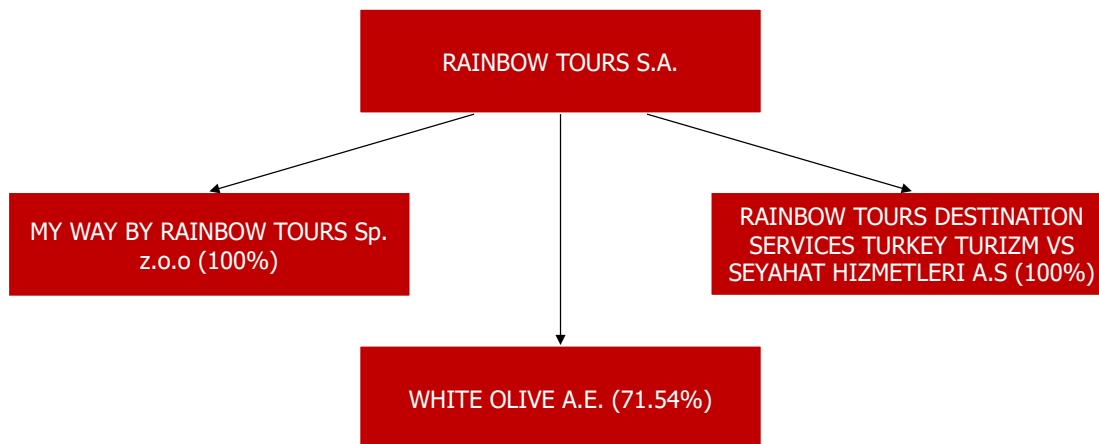 RAINBOW TOURS S.A.
MY WAY BY RAINBOW TOURS Sp.
z.o.o (100%)
RAINBOW TOURS DESTINATION
SERVICES TURKEY TURIZM VS
SEYAHAT HIZMETLERI A.S (100%)
WHITE OLIVE A.E. (71.54%)